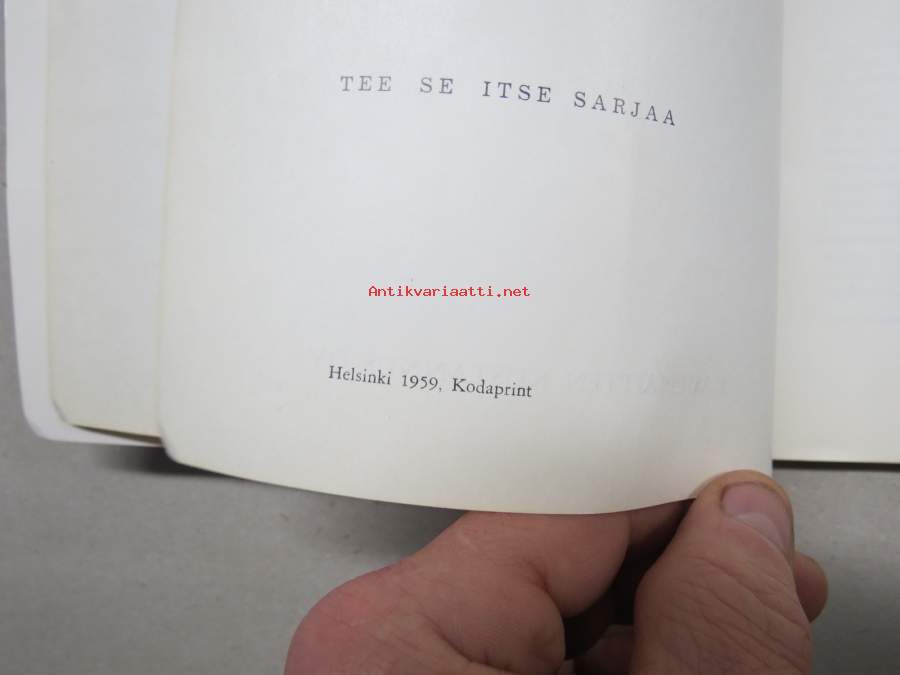 TEE SE ITSE SARJAA
Antikvariaatti.net
Helsinki 1959, Kodaprint